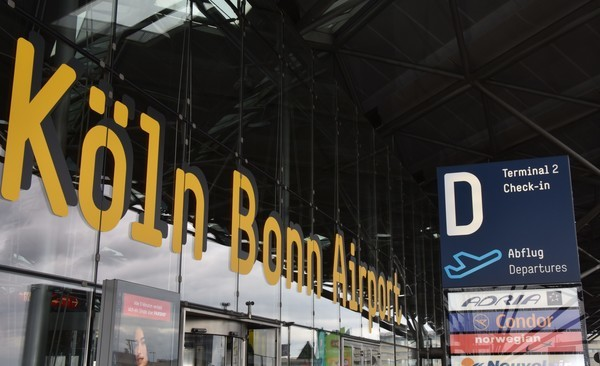 Köln Bonn Airport
D
Terminal 2
Check-in
Abflug
Departures
ADRIA
Condor
norwegian